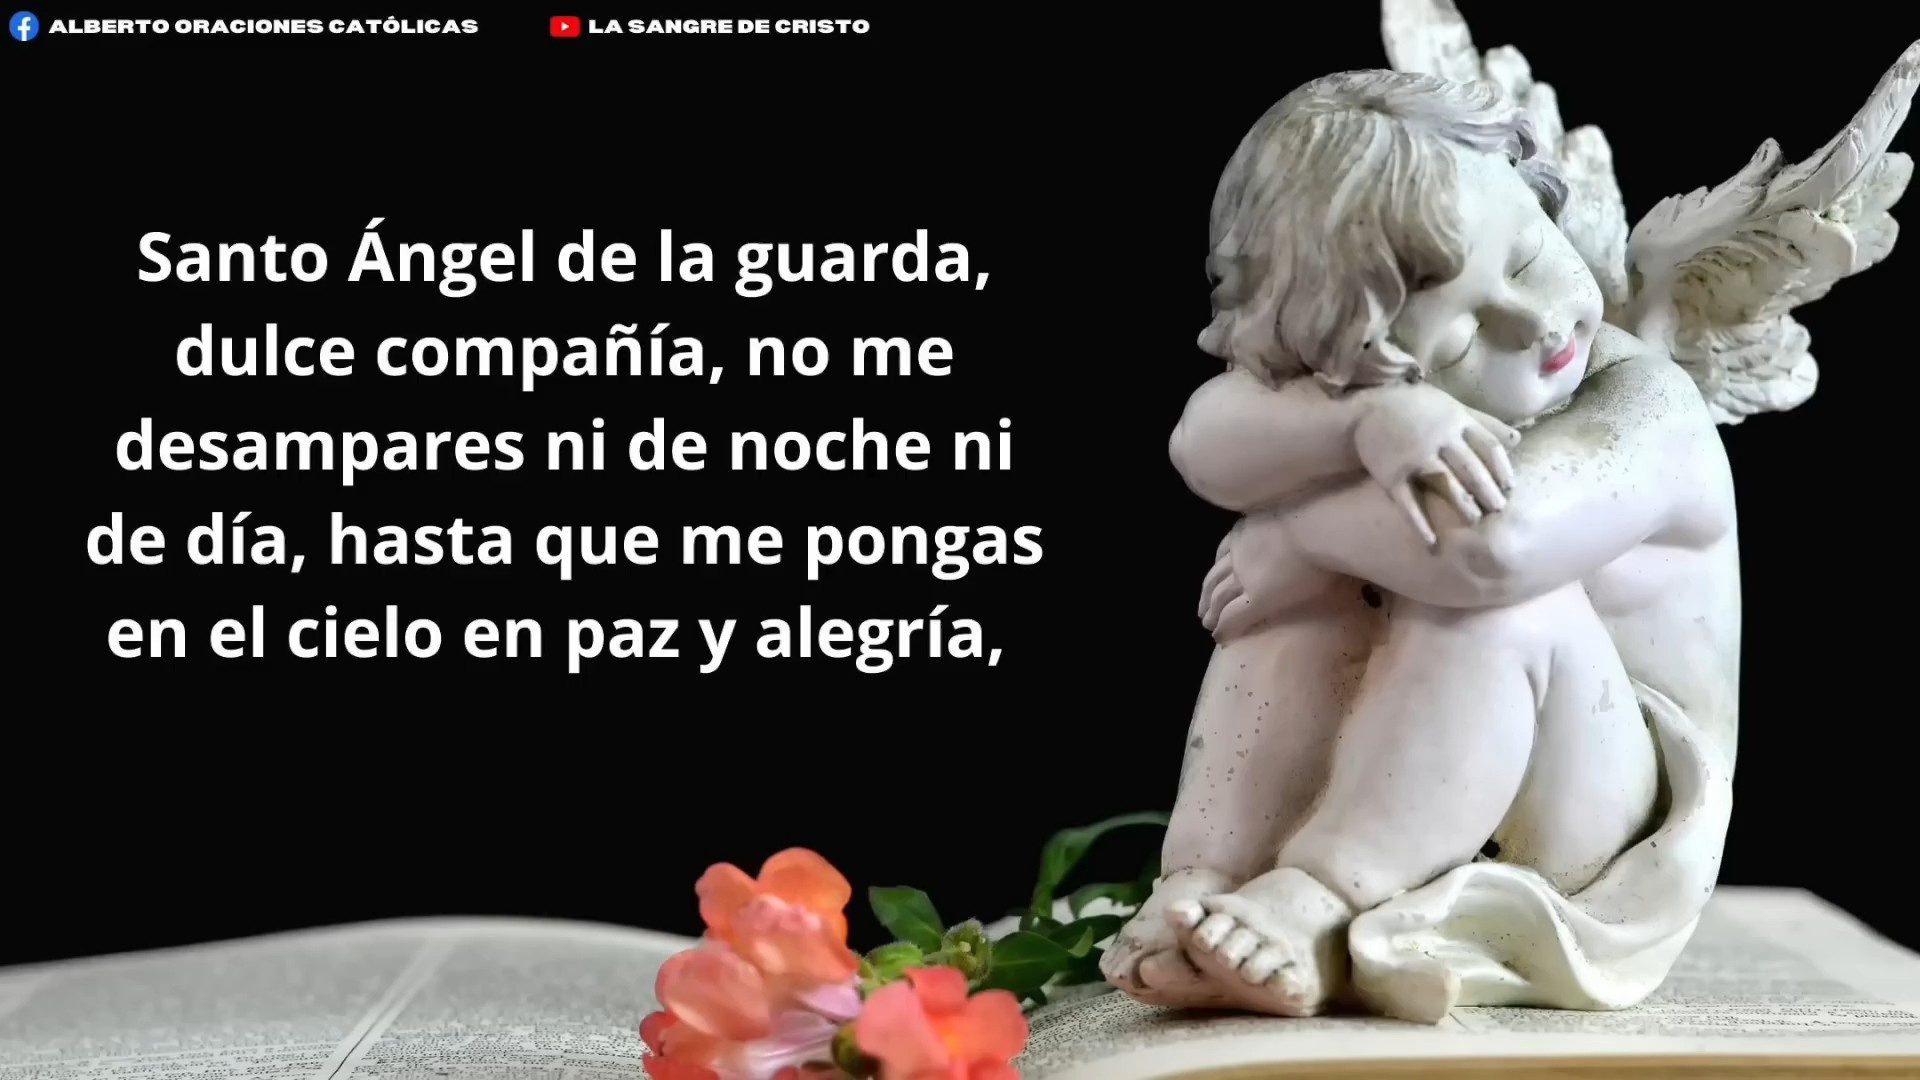 ALBERTO ORACIONES CATÓLICAS
LA SANGRE DE CRISTO
Santo Ángel de la guarda,
dulce compañía, no me
desampares ni de noche ni
de día, hasta que me pongas
en el cielo en paz y alegría,